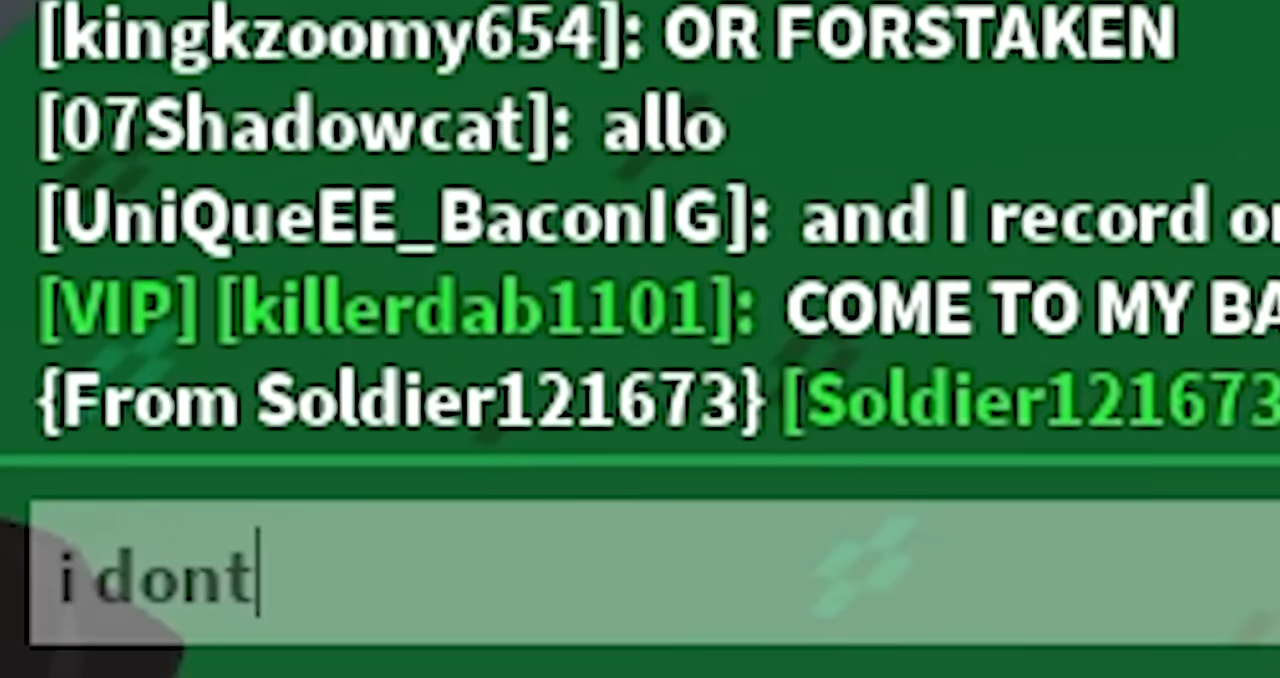 [kingkzoomy654]: OR FORSTAKEN
[07Shadowcat]: allo
[UniQueEE_BaconIG]: and I record
[VIP] [killerdab1101]: COME TO MY
{From Soldier121673} [Soldier121673
i dont